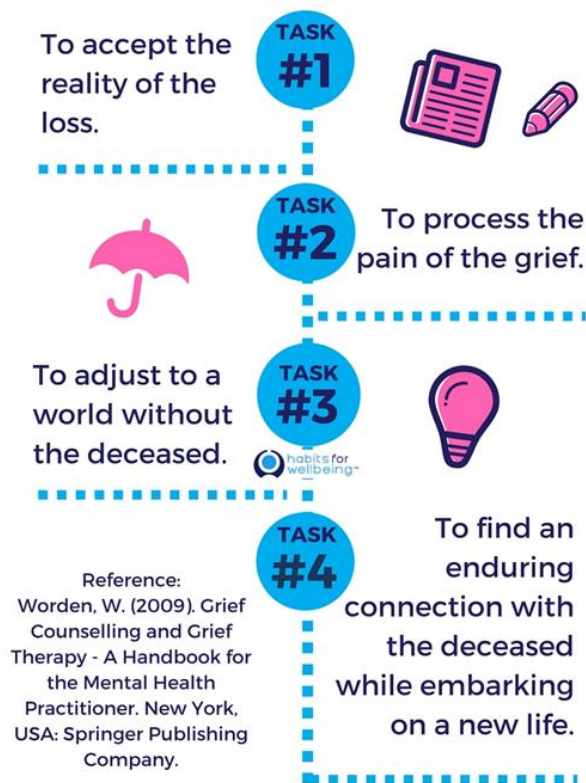 TASK
#1
To accept the
reality of the
loss.
TASK
#2
To process the
pain of the grief.
TASK
#3
To adjust to a
world without
the deceased.
habits for
wellbeing™
TASK
#4
To find an
enduring
connection with
the deceased
while embarking
on a new life.
Reference:
Worden, W. (2009). Grief
Counselling and Grief
Therapy - A Handbook for
the Mental Health
Practitioner. New York,
USA: Springer Publishing
Company.